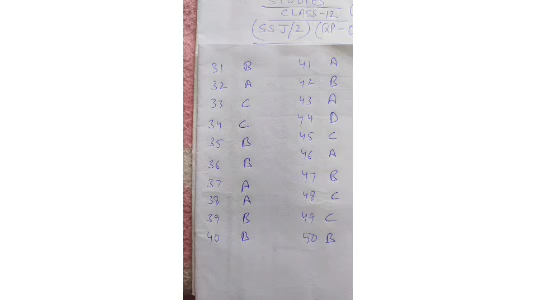 STUDIES
CLASS-12
(SSJ/2) (QP-
31 B
32 A
33 C
34 C
35 B
36 B
37 A
38 A
39 B
40 B
41 A
42 B
43 A
44 D
45 C
46 A
47 B
48 C
49 C
50 B